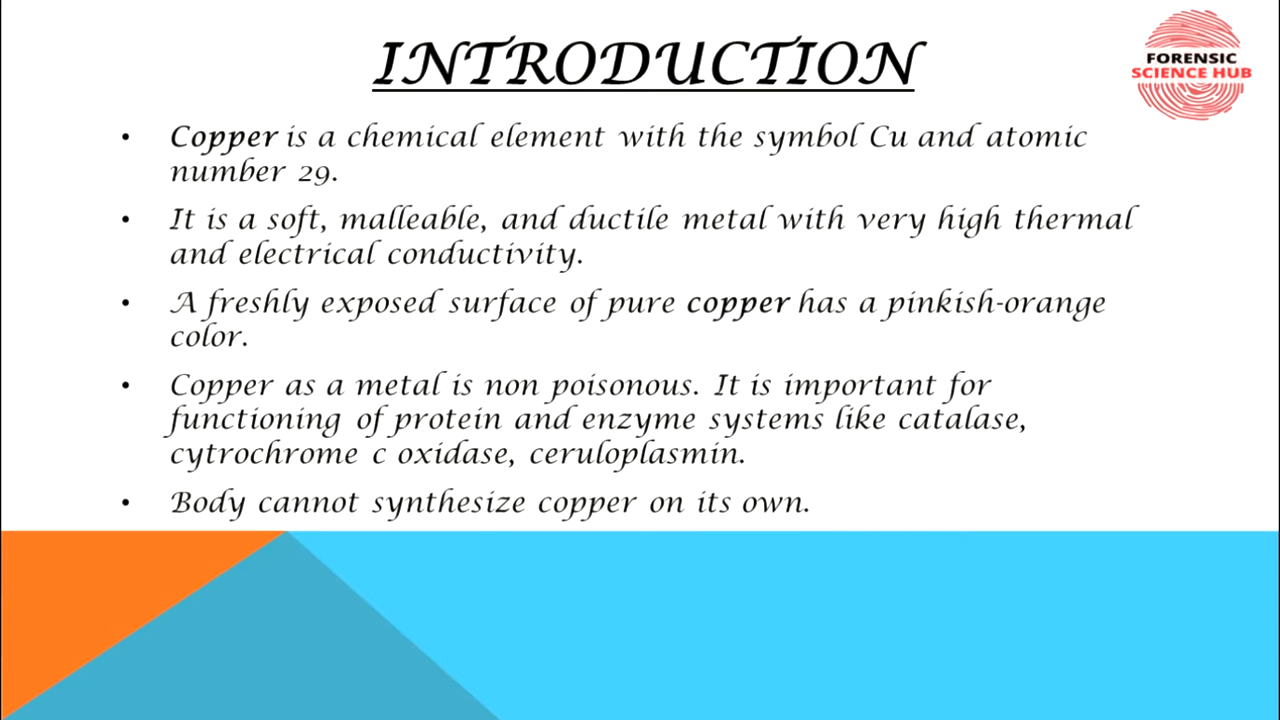 INTRODUCTION
FORENSIC
SCIENCE HUB
• Copper is a chemical element with the symbol Cu and atomic
number 29.
• It is a soft, malleable, and ductile metal with very high thermal
and electrical conductivity.
• A freshly exposed surface of pure copper has a pinkish-orange
color.
• Copper as a metal is non poisonous. It is important for
functioning of protein and enzyme systems like catalase,
cytrochrome c oxidase, ceruloplasmin.
• Body cannot synthesize copper on its own.